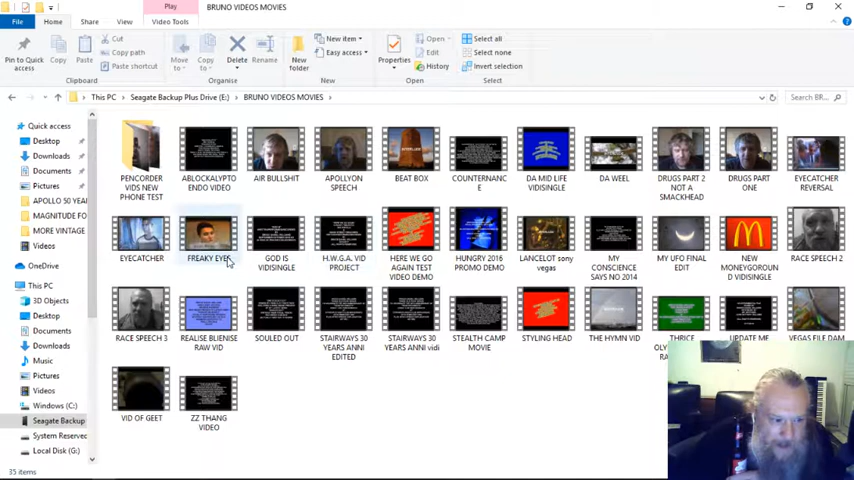 Play
BRUNO VIDEOS MOVIES
File
Home
Share
View
Video Tools
Pin to Quick access
Copy
Paste
Cut
Copy path
Paste shortcut
Clipboard
Move to
Copy to
Delete
Rename
Organise
New folder
New item
Easy access
New
Properties
Open
Edit
History
Open
Select all
Select none
Invert selection
Select
This PC
Seagate Backup Plus Drive (E:)
BRUNO VIDEOS MOVIES
Search BR...
Quick access
Desktop
Downloads
Documents
Pictures
APOLLO 50 YEA
MAGNITUDE FO
MORE VINTAGE
Videos
OneDrive
This PC
3D Objects
Desktop
Documents
Downloads
Music
Pictures
Videos
Windows (C:)
Seagate Backup
System Reserved
Local Disk (G:)
PENCORDER VIDS NEW PHONE TEST
ABLOCKALYPTO ENDO VIDEO
AIR BULLSHIT
APOLLYON SPEECH
BEAT BOX
COUNTERNANC
E
DA MID LIFE VIDISINGLE
DA WEEL
DRUGS PART 2 NOT A SMACKHEAD
DRUGS PART ONE
EYECATCHER REVERSAL
EYECATCHER
FREAKY EYES
GOD IS VIDISINGLE
H.W.G.A. VID PROJECT
HERE WE GO AGAIN TEST VIDEO DEMO
HUNGRY 2016 PROMO DEMO
LANCELOT sony vegas
MY CONSCIENCE SAYS NO 2014
MY UFO FINAL EDIT
NEW MONEYGOROUN
D VIDISINGLE
RACE SPEECH 2
RACE SPEECH 3
REALISE BLIENISE RAW VID
SOULED OUT
STAIRWAYS 30 YEARS ANNI EDITED
STAIRWAYS 30 YEARS ANNI vidi
STEALTH CAMP MOVIE
STYLING HEAD
THE HYMN VID
THRICE
UPDATE ME
VEGAS FILE DAM
VID OF GEET
ZZ THANG VIDEO
35 items